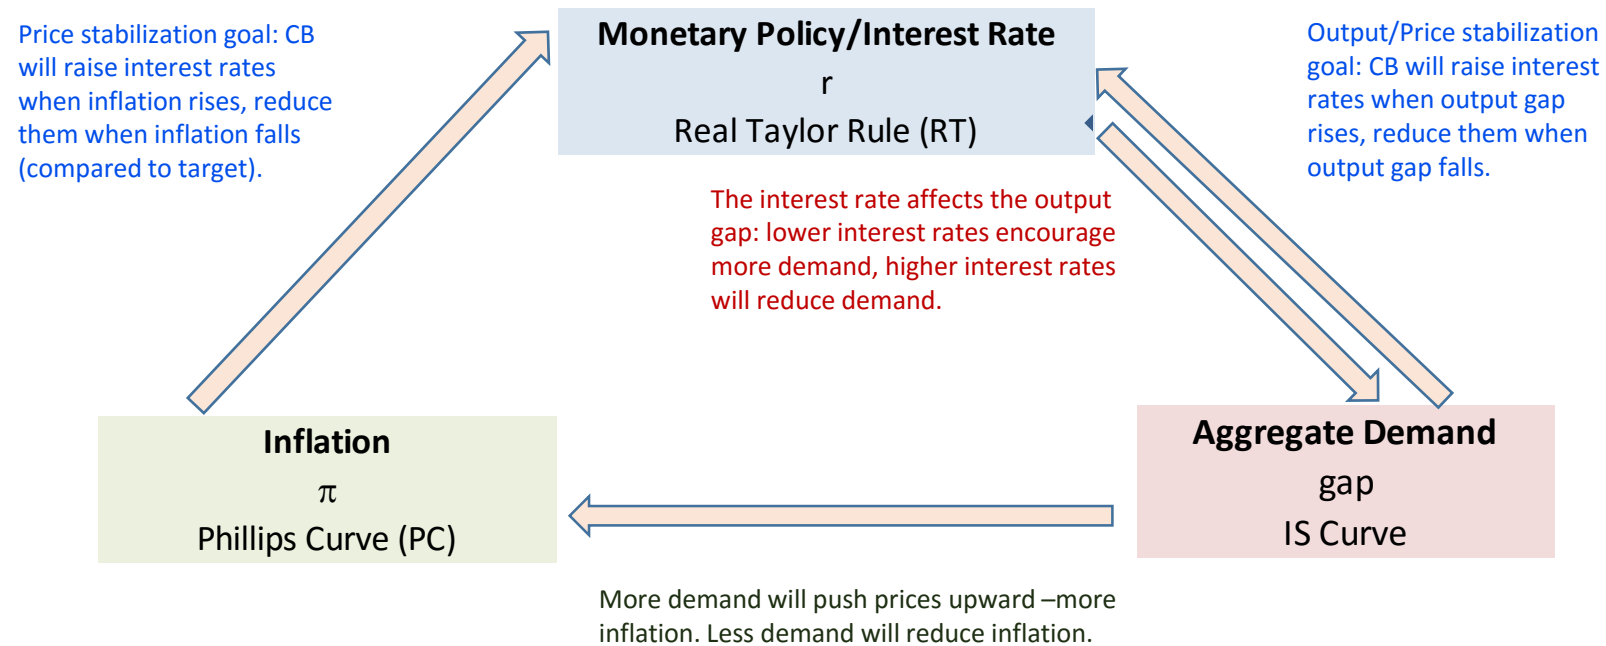 Price stabilization goal: CB
will raise interest rates
when inflation rises, reduce
them when inflation falls
(compared to target).
Monetary Policy/Interest Rate
r
Real Taylor Rule (RT)
Output/Price stabilization
goal: CB will raise interest
rates when output gap
rises, reduce them when
output gap falls.
The interest rate affects the output
gap: lower interest rates encourage
more demand, higher interest rates
will reduce demand.
Inflation
π
Phillips Curve (PC)
Aggregate Demand
gap
IS Curve
More demand will push prices upward –more
inflation. Less demand will reduce inflation.